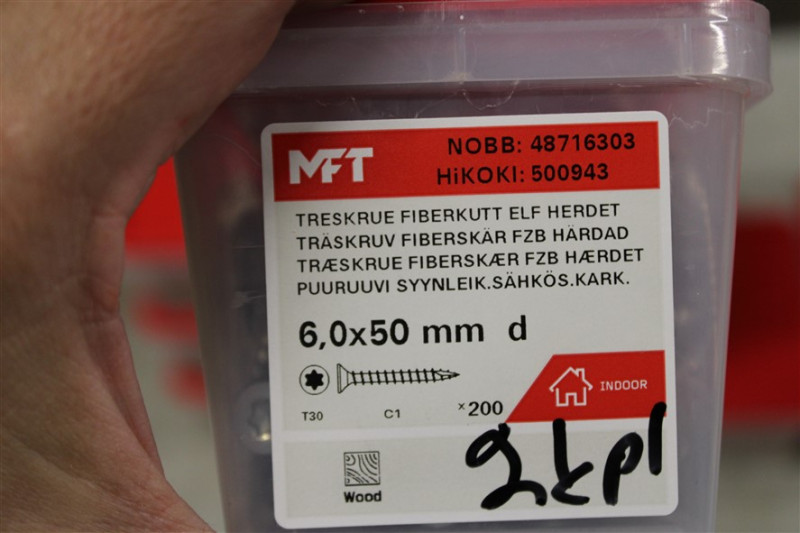 MFT
NOBB: 48716303
HiKOKI: 500943
TRESKRUE FIBERKUTT ELF HERDET
TRÄSKRUV FIBERSKÄR FZB HÄRDAD
TRÆSKRUE FIBERSKÆR FZB HÆRDET
PUURUUVI SYYNLEIK.SÄHKÖS.KARK.
6,0x50 mm d
T30 C1 x200
INDOOR
Wood
2kpl